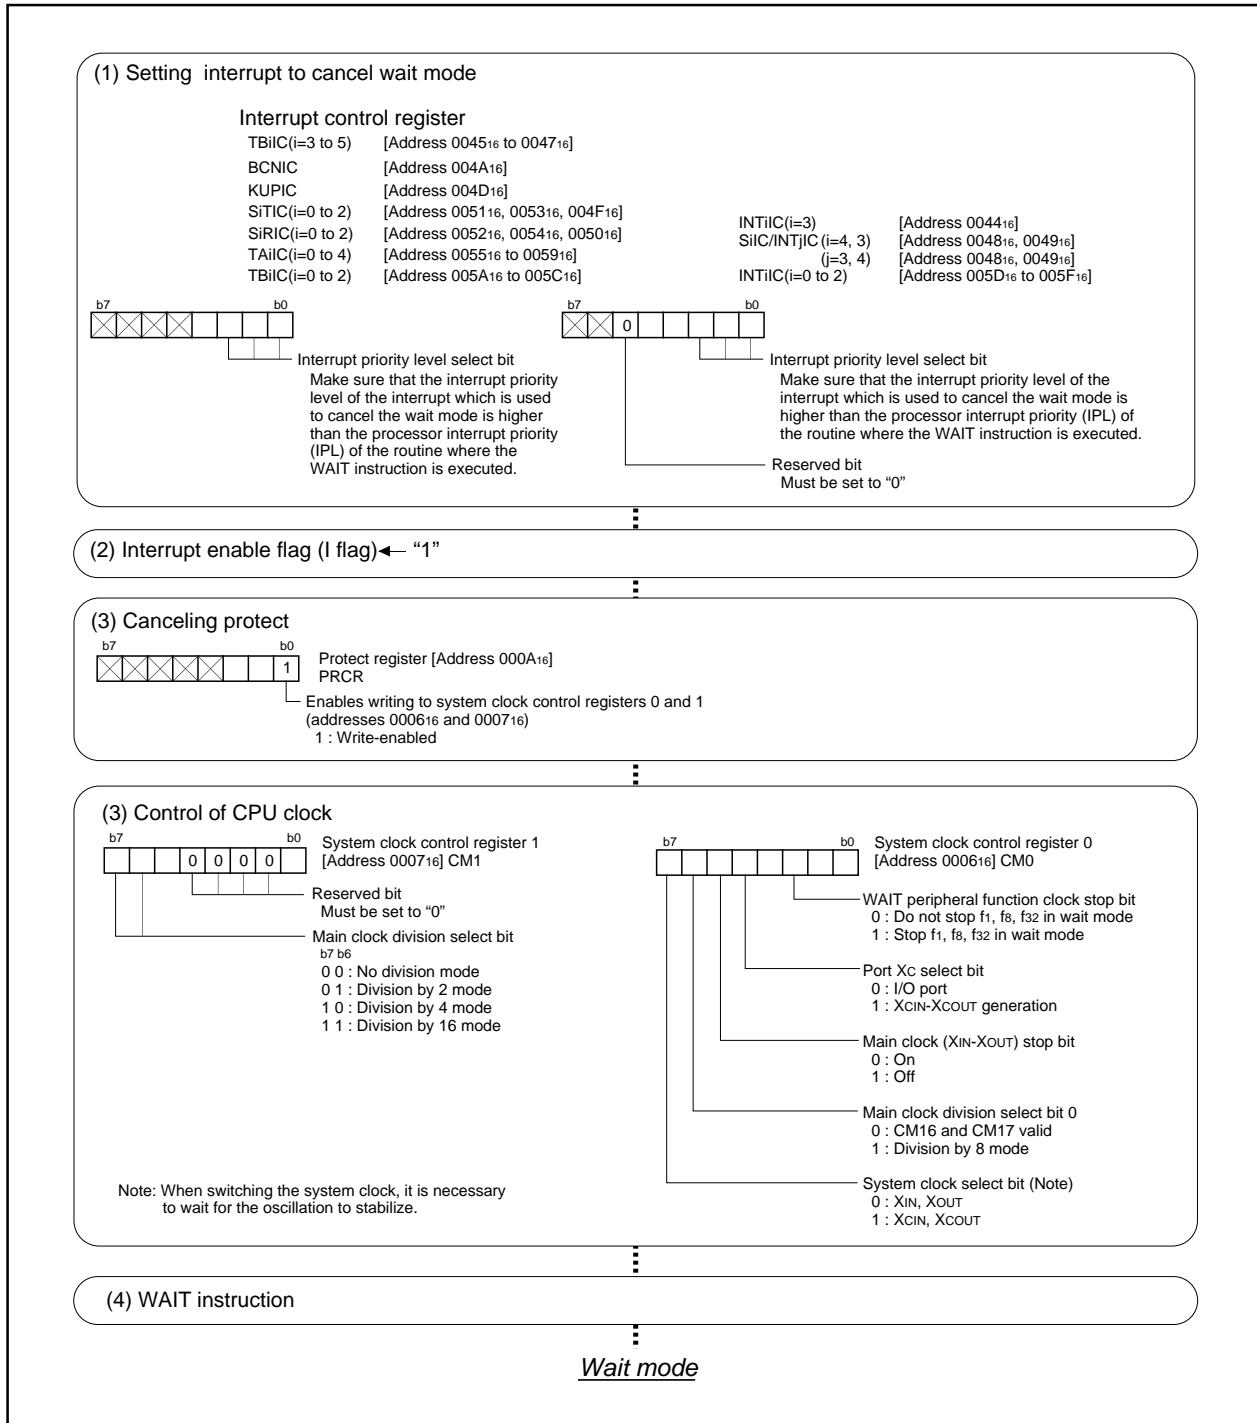 (1) Setting interrupt to cancel wait mode
Interrupt control register
TBiIC(i=3 to 5) [Address 004516 to 004716]
BCNIC [Address 004A16]
KUPIC [Address 004D16]
SiTIC(i=0 to 2) [Address 005116, 005316, 004F16]
SiRIC(i=0 to 2) [Address 005216, 005416, 005016]
TAiIC(i=0 to 4) [Address 005516 to 005916]
TBiIC(i=0 to 2) [Address 005A16 to 005C16]
INTiIC(i=3) [Address 004416]
SiIC/INTjIC (i=4, 3) [Address 004816, 004916]
(j=3, 4) [Address 004816, 004916]
INTiIC(i=0 to 2) [Address 005D16 to 005F16]
b7 b0
Interrupt priority level select bit
Make sure that the interrupt priority
level of the interrupt which is used
to cancel the wait mode is higher
than the processor interrupt priority
(IPL) of the routine where the
WAIT instruction is executed.
b7 b0
0
Interrupt priority level select bit
Make sure that the interrupt priority level of the
interrupt which is used to cancel the wait mode is
higher than the processor interrupt priority (IPL) of
the routine where the WAIT instruction is executed.
Reserved bit
Must be set to “0”
(2) Interrupt enable flag (I flag) ← “1”
(3) Canceling protect
b7 b0
1
Protect register [Address 000A16]
PRCR
Enables writing to system clock control registers 0 and 1
(addresses 000616 and 000716)
1 : Write-enabled
(3) Control of CPU clock
b7 b0
0 0 0 0
System clock control register 1
[Address 000716] CM1
Reserved bit
Must be set to “0”
Main clock division select bit
b7 b6
0 0 : No division mode
0 1 : Division by 2 mode
1 0 : Division by 4 mode
1 1 : Division by 16 mode
Note: When switching the system clock, it is necessary
to wait for the oscillation to stabilize.
b7 b0
System clock control register 0
[Address 000616] CM0
WAIT peripheral function clock stop bit
0 : Do not stop f1, f8, f32 in wait mode
1 : Stop f1, f8, f32 in wait mode
Port XC select bit
0 : I/O port
1 : XCIN-XCOUT generation
Main clock (XIN-XOUT) stop bit
0 : On
1 : Off
Main clock division select bit 0
0 : CM16 and CM17 valid
1 : Division by 8 mode
System clock select bit (Note)
0 : XIN, XOUT
1 : XCIN, XCOUT
(4) WAIT instruction
Wait mode